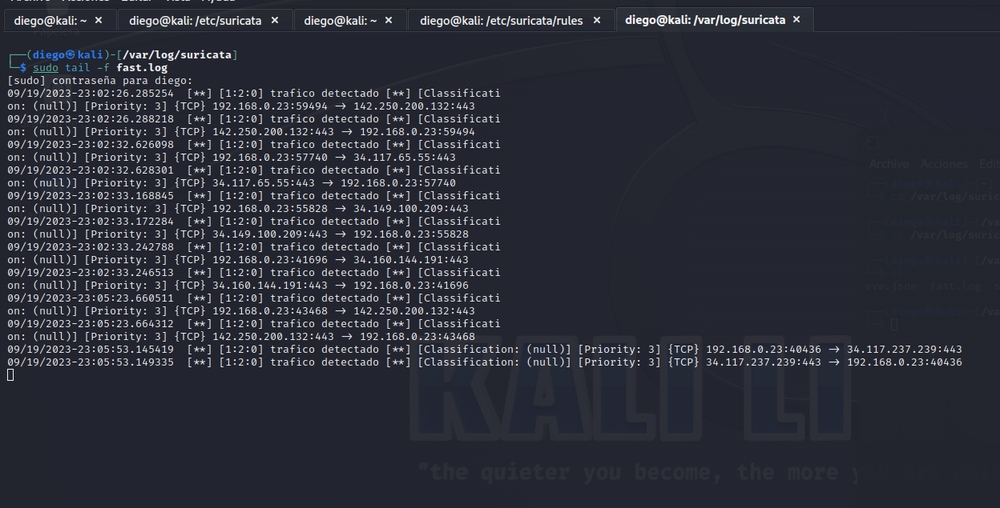 diego@kali: ~ × diego@kali: /etc/suricata × diego@kali: ~ × diego@kali: /etc/suricata/rules × diego@kali: /var/log/suricata ×
┌──(diego㉿kali)-[/var/log/suricata]
└─$ sudo tail -f fast.log
[sudo] contraseña para diego:
09/19/2023-23:02:26.285254  [**] [1:2:0] trafico detectado [**] [Classificati
on: (null)] [Priority: 3] {TCP} 192.168.0.23:59494 → 142.250.200.132:443
09/19/2023-23:02:26.288218  [**] [1:2:0] trafico detectado [**] [Classificati
on: (null)] [Priority: 3] {TCP} 142.250.200.132:443 → 192.168.0.23:59494
09/19/2023-23:02:32.626098  [**] [1:2:0] trafico detectado [**] [Classificati
on: (null)] [Priority: 3] {TCP} 192.168.0.23:57740 → 34.117.65.55:443
09/19/2023-23:02:32.628301  [**] [1:2:0] trafico detectado [**] [Classificati
on: (null)] [Priority: 3] {TCP} 34.117.65.55:443 → 192.168.0.23:57740
09/19/2023-23:02:33.168845  [**] [1:2:0] trafico detectado [**] [Classificati
on: (null)] [Priority: 3] {TCP} 192.168.0.23:55828 → 34.149.100.209:443
09/19/2023-23:02:33.172284  [**] [1:2:0] trafico detectado [**] [Classificati
on: (null)] [Priority: 3] {TCP} 34.149.100.209:443 → 192.168.0.23:55828
09/19/2023-23:02:33.242788  [**] [1:2:0] trafico detectado [**] [Classificati
on: (null)] [Priority: 3] {TCP} 192.168.0.23:41696 → 34.160.144.191:443
09/19/2023-23:02:33.246513  [**] [1:2:0] trafico detectado [**] [Classificati
on: (null)] [Priority: 3] {TCP} 34.160.144.191:443 → 192.168.0.23:41696
09/19/2023-23:05:23.660511  [**] [1:2:0] trafico detectado [**] [Classificati
on: (null)] [Priority: 3] {TCP} 192.168.0.23:43468 → 142.250.200.132:443
09/19/2023-23:05:23.664312  [**] [1:2:0] trafico detectado [**] [Classificati
on: (null)] [Priority: 3] {TCP} 142.250.200.132:443 → 192.168.0.23:43468
09/19/2023-23:05:53.145419  [**] [1:2:0] trafico detectado [**] [Classification: (null)] [Priority: 3] {TCP} 192.168.0.23:40436 → 34.117.237.239:443
09/19/2023-23:05:53.149335  [**] [1:2:0] trafico detectado [**] [Classification: (null)] [Priority: 3] {TCP} 34.117.237.239:443 → 192.168.0.23:40436
Archivo Acciones Edit
cd /var/log/suric
cd /var/log/suric
eve.json fast.log
KALI LI
"the quieter you become, the more y